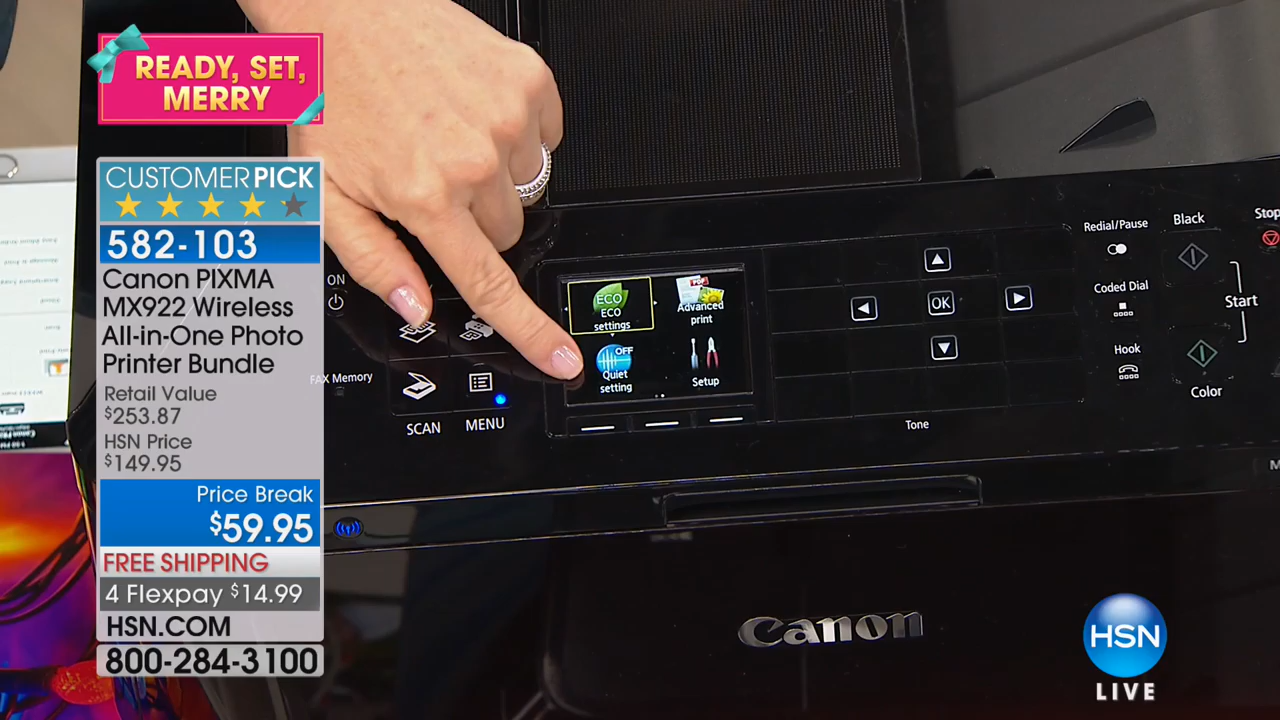 READY, SET,
MERRY
CUSTOMER PICK
582-103
Canon PIXMA
MX922 Wireless
All-in-One Photo
Printer Bundle
Retail Value
$253.87
HSN Price
$149.95
Price Break
$59.95
FREE SHIPPING
4 Flexpay $14.99
HSN.COM
800-284-3100
ON
FAX Memory
SCAN
MENU
ECO
settings
PDF
Advanced
print
OFF
Quiet
setting
Setup
OK
Tone
Redial/Pause
Coded Dial
Hook
Black
Color
Stop
Start
Canon
HSN
LIVE